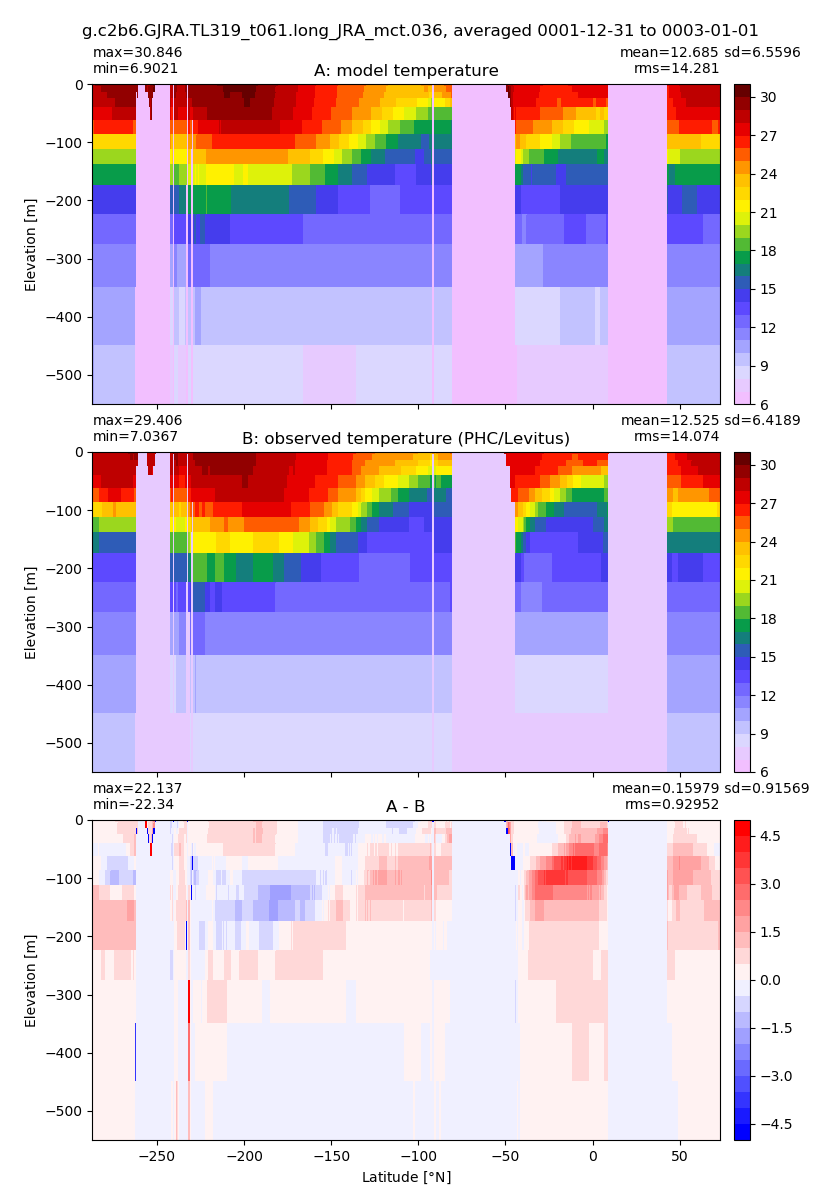 g.c2b6.GJRA.TL319_t061.long_JRA_mct.036, averaged 0001-12-31 to 0003-01-01
max=30.846
min=6.9021
A: model temperature
mean=12.685 sd=6.5596
rms=14.281
0
−100
−200
−300
−400
−500
Elevation [m]
30
27
24
21
18
15
12
9
6
max=29.406
min=7.0367
B: observed temperature (PHC/Levitus)
mean=12.525 sd=6.4189
rms=14.074
0
−100
−200
−300
−400
−500
Elevation [m]
30
27
24
21
18
15
12
9
6
max=22.137
min=-22.34
A - B
mean=0.15979 sd=0.91569
rms=0.92952
0
−100
−200
−300
−400
−500
Elevation [m]
4.5
3.0
1.5
0.0
−1.5
−3.0
−4.5
−250
−200
−150
−100
−50
0
50
Latitude [°N]